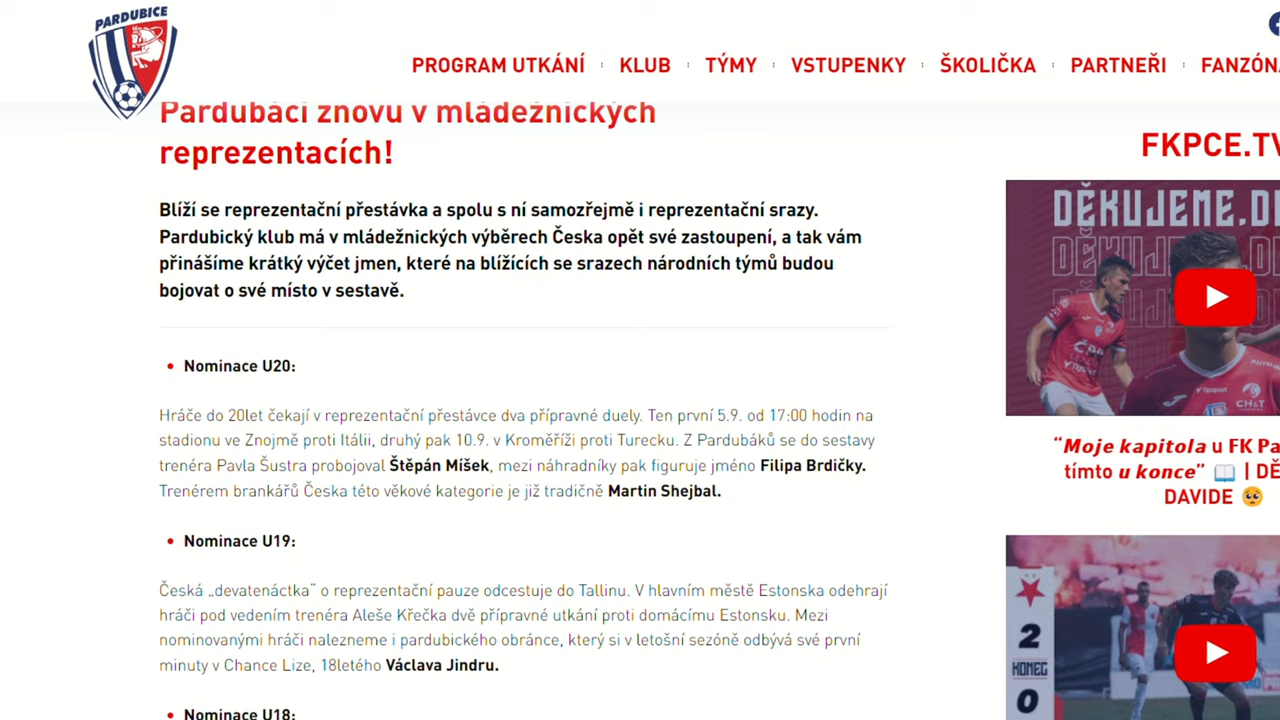 PARDUBICE
PROGRAM UTKÁNÍ
KLUB
TÝMY
VSTUPENKY
ŠKOLIČKA
PARTNEŘI
FANZÓNA
Pardubáci znovu v mládežnických
reprezentacích!
Blíží se reprezentační přestávka a spolu s ní samozřejmě i reprezentační srazy.
Pardubický klub má v mládežnických výběrech Česka opět své zastoupení, a tak vám
přinášíme krátký výčet jmen, které na blížících se srazech národních týmů budou
bojovat o své místo v sestavě.
• Nominace U20:
Hráče do 20let čekají v reprezentační přestávce dva přípravné duely. Ten první 5.9. od 17:00 hodin na
stadionu ve Znojmě proti Itálii, druhý pak 10.9. v Kroměříži proti Turecku. Z Pardubáků se do sestavy
trenéra Pavla Šustra probojoval Štěpán Míšek, mezi náhradníky pak figuruje jméno Filipa Brdičky.
Trenérem brankářů Česka této věkové kategorie je již tradičně Martin Shejbal.
• Nominace U19:
Česká „devatenáctka“ o reprezentační pauze odcestuje do Tallinu. V hlavním městě Estonska odehrají
hráči pod vedením trenéra Aleše Křečka dvě přípravné utkání proti domácímu Estonsku. Mezi
nominovanými hráči nalezneme i pardubického obránce, který si v letošní sezóně odbývá své první
minuty v Chance Lize, 18letého Václava Jindru.
• Nominace U18:
FKPCE.TV
DĚKUJEME.D
DĚKUJEME.D
Tipsport
CH&T
“Moje kapitola u FK Pa
tímto u konce” 📖 | DĚ
DAVIDE 🥺
2
KONEC
0